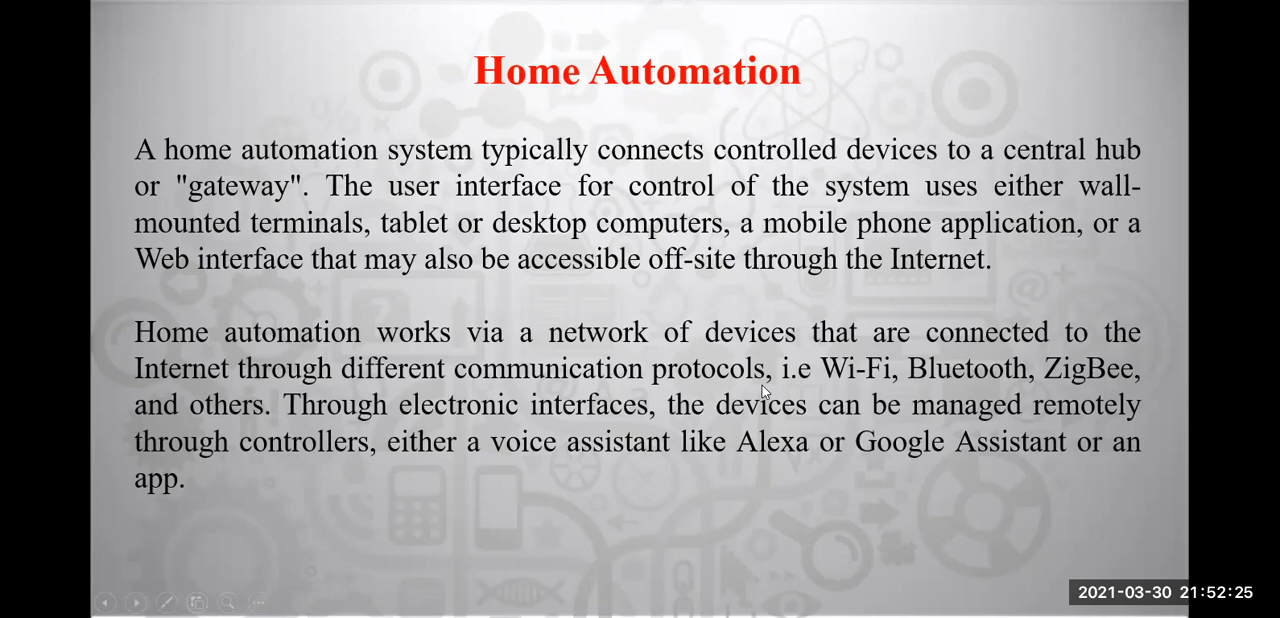 Home Automation
A home automation system typically connects controlled devices to a central hub
or "gateway". The user interface for control of the system uses either wall-
mounted terminals, tablet or desktop computers, a mobile phone application, or a
Web interface that may also be accessible off-site through the Internet.
Home automation works via a network of devices that are connected to the
Internet through different communication protocols, i.e Wi-Fi, Bluetooth, ZigBee,
and others. Through electronic interfaces, the devices can be managed remotely
through controllers, either a voice assistant like Alexa or Google Assistant or an
app.
2021-03-30 21:52:25